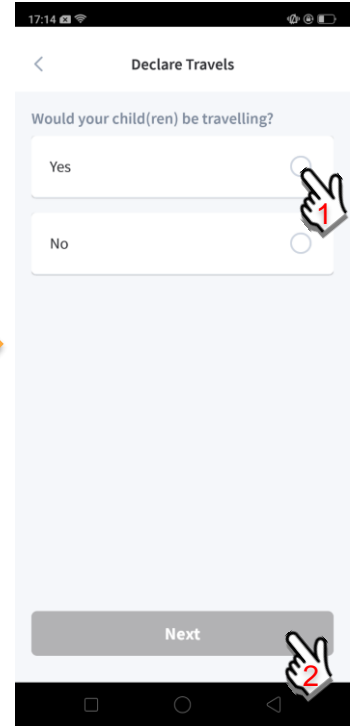 17:14
Declare Travels
Would your child(ren) be travelling?
Yes
1
No
Next
2